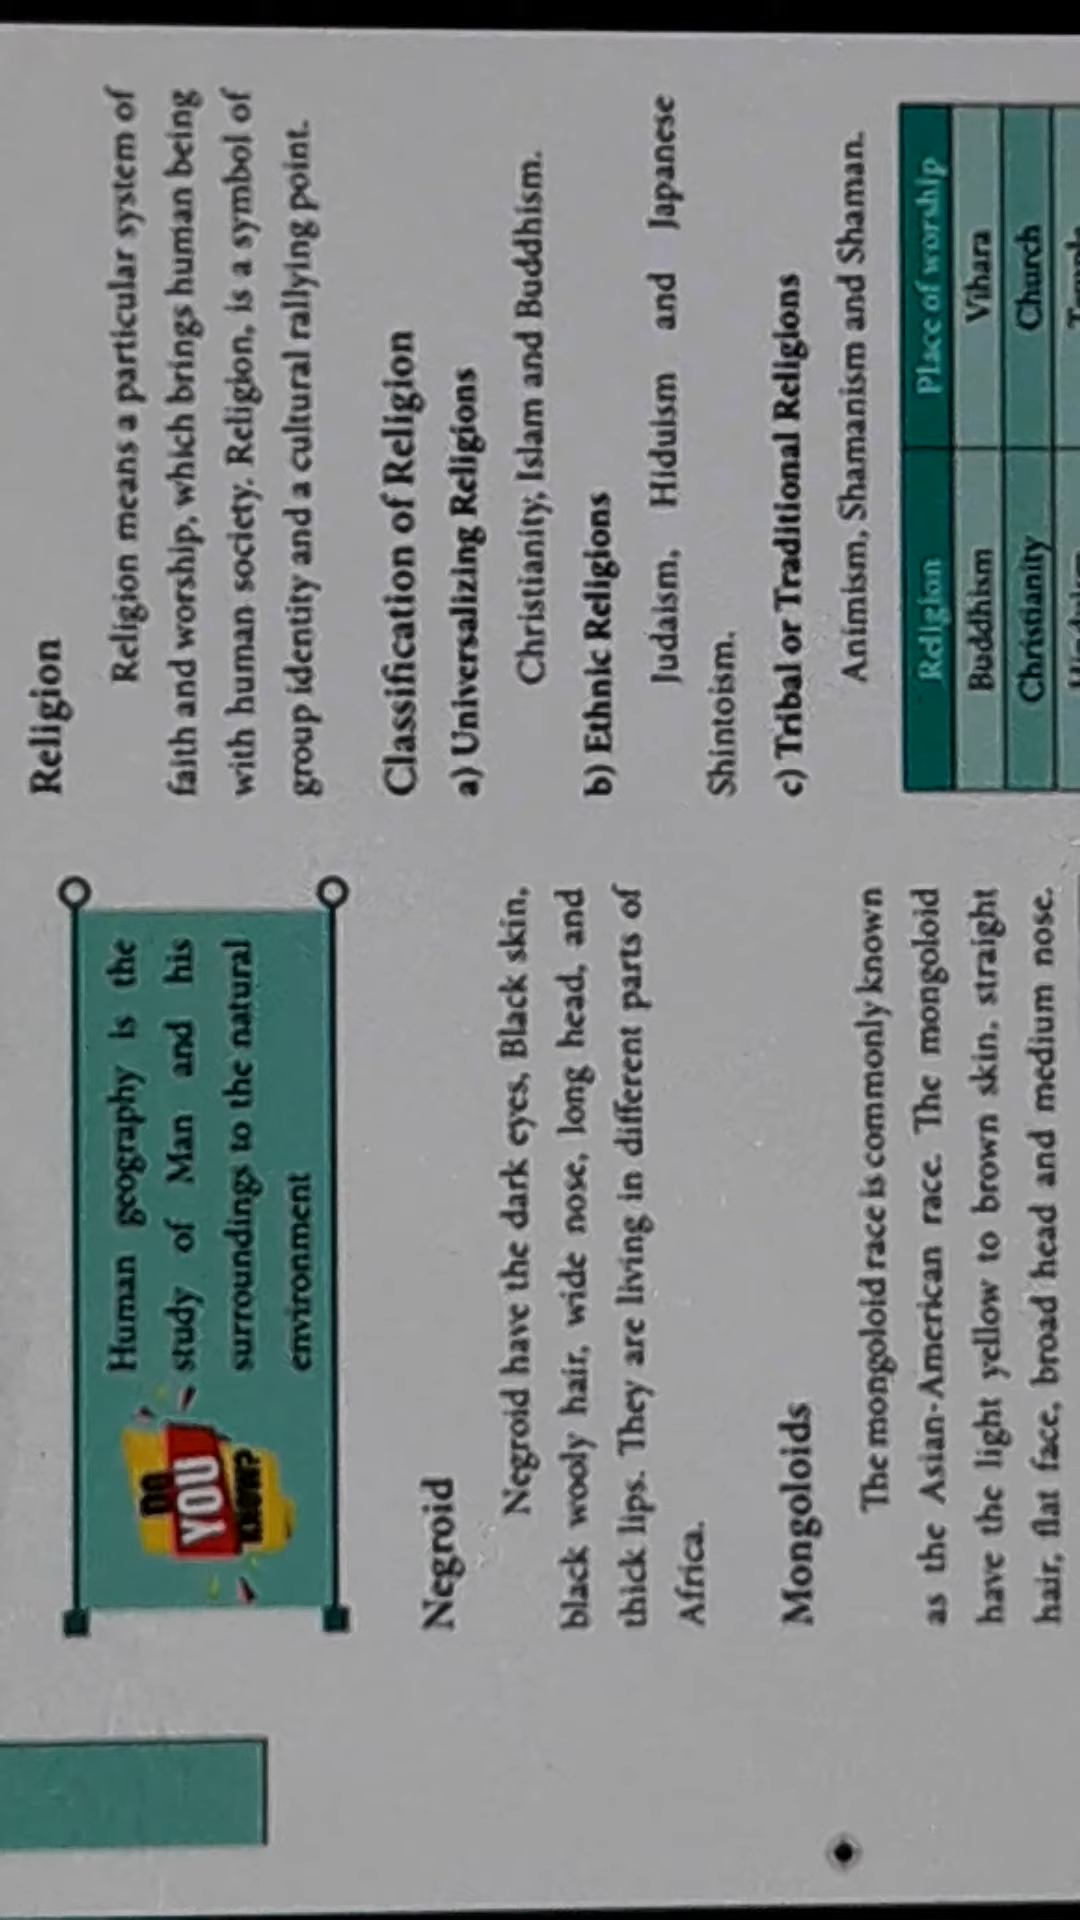 Human geography is the
study of Man and his
surroundings to the natural
environment
DO
YOU
KNOW?
Negroid
Negroid have the dark eyes, Black skin,
black wooly hair, wide nose, long head, and
thick lips. They are living in different parts of
Africa.
Mongoloids
The mongoloid race is commonly known
as the Asian-American race. The mongoloid
have the light yellow to brown skin, straight
hair, flat face, broad head and medium nose.
Religion
Religion means a particular system of
faith and worship, which brings human being
with human society. Religion, is a symbol of
group identity and a cultural rallying point.
Classification of Religion
a) Universalizing Religions
Christianity, Islam and Buddhism.
b) Ethnic Religions
Judaism, Hiduism and Japanese
Shintoism.
c) Tribal or Traditional Religions
Animism, Shamanism and Shaman.
Religion Place of worship
Buddhism Vihara
Christianity Church